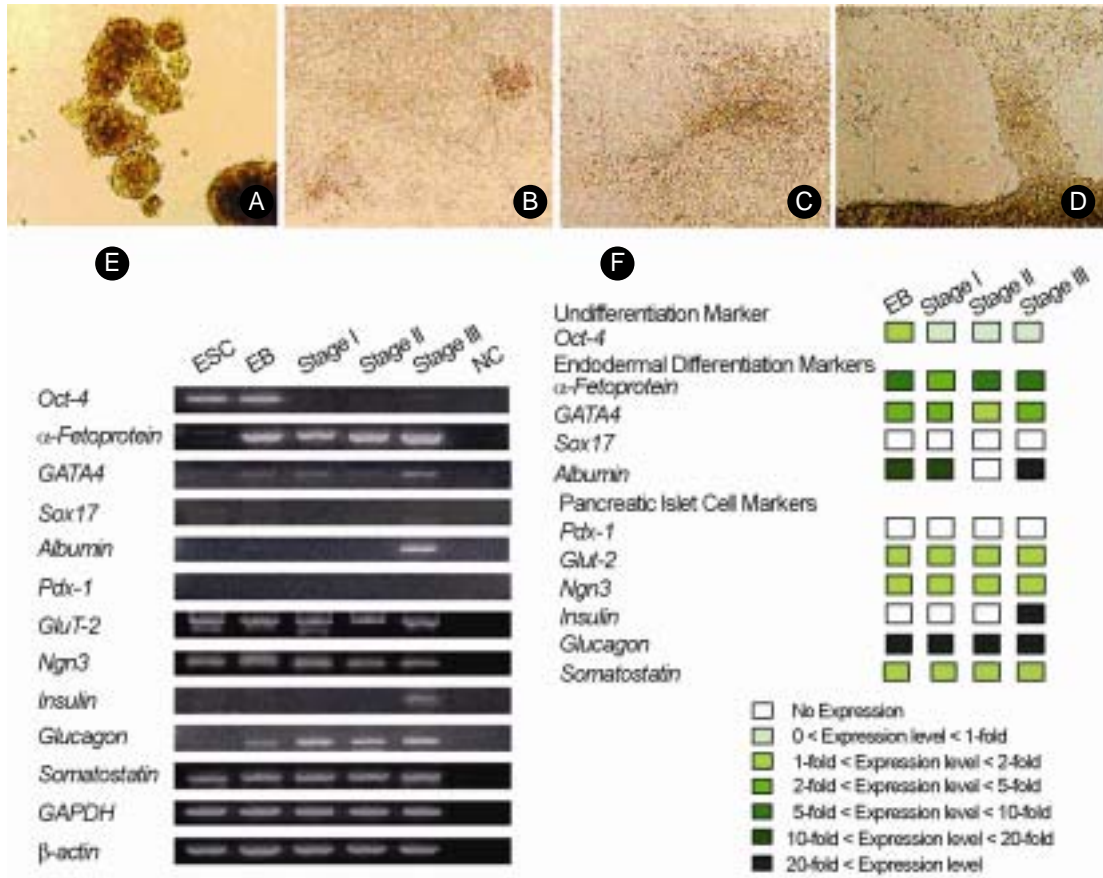 A
B
C
D
E
F
ESC EB Stage I Stage II Stage III NC
Oct-4
α-Fetoprotein
GATA4
Sox17
Albumin
Pdx-1
GluT-2
Ngn3
Insulin
Glucagon
Somatostatin
GAPDH
β-actin
EB Stage I Stage II Stage III
Undifferentiation Marker
Oct-4
Endodermal Differentiation Markers
α-Fetoprotein
GATA4
Sox17
Albumin
Pancreatic Islet Cell Markers
Pdx-1
Glut-2
Ngn3
Insulin
Glucagon
Somatostatin
No Expression
0 < Expression level < 1-fold
1-fold < Expression level < 2-fold
2-fold < Expression level < 5-fold
5-fold < Expression level < 10-fold
10-fold < Expression level < 20-fold
20-fold < Expression level